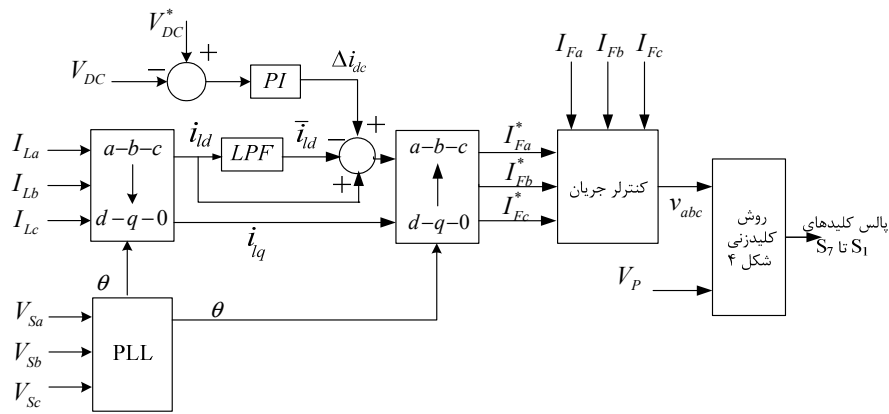 V*DC
+
−
VDC
PI
Δidc
ILa
ILb
ILc
a-b-c
d-q-0
ild
LPF
īld
−
+
+
ilq
a-b-c
d-q-0
I*Fa
I*Fb
I*Fc
IFa IFb IFc
کنترلر جریان
vabc
VP
روش
کلیدزنی
شکل ۴
پالس کلیدهای
S1 تا S7
θ
θ
VSa
VSb
VSc
PLL